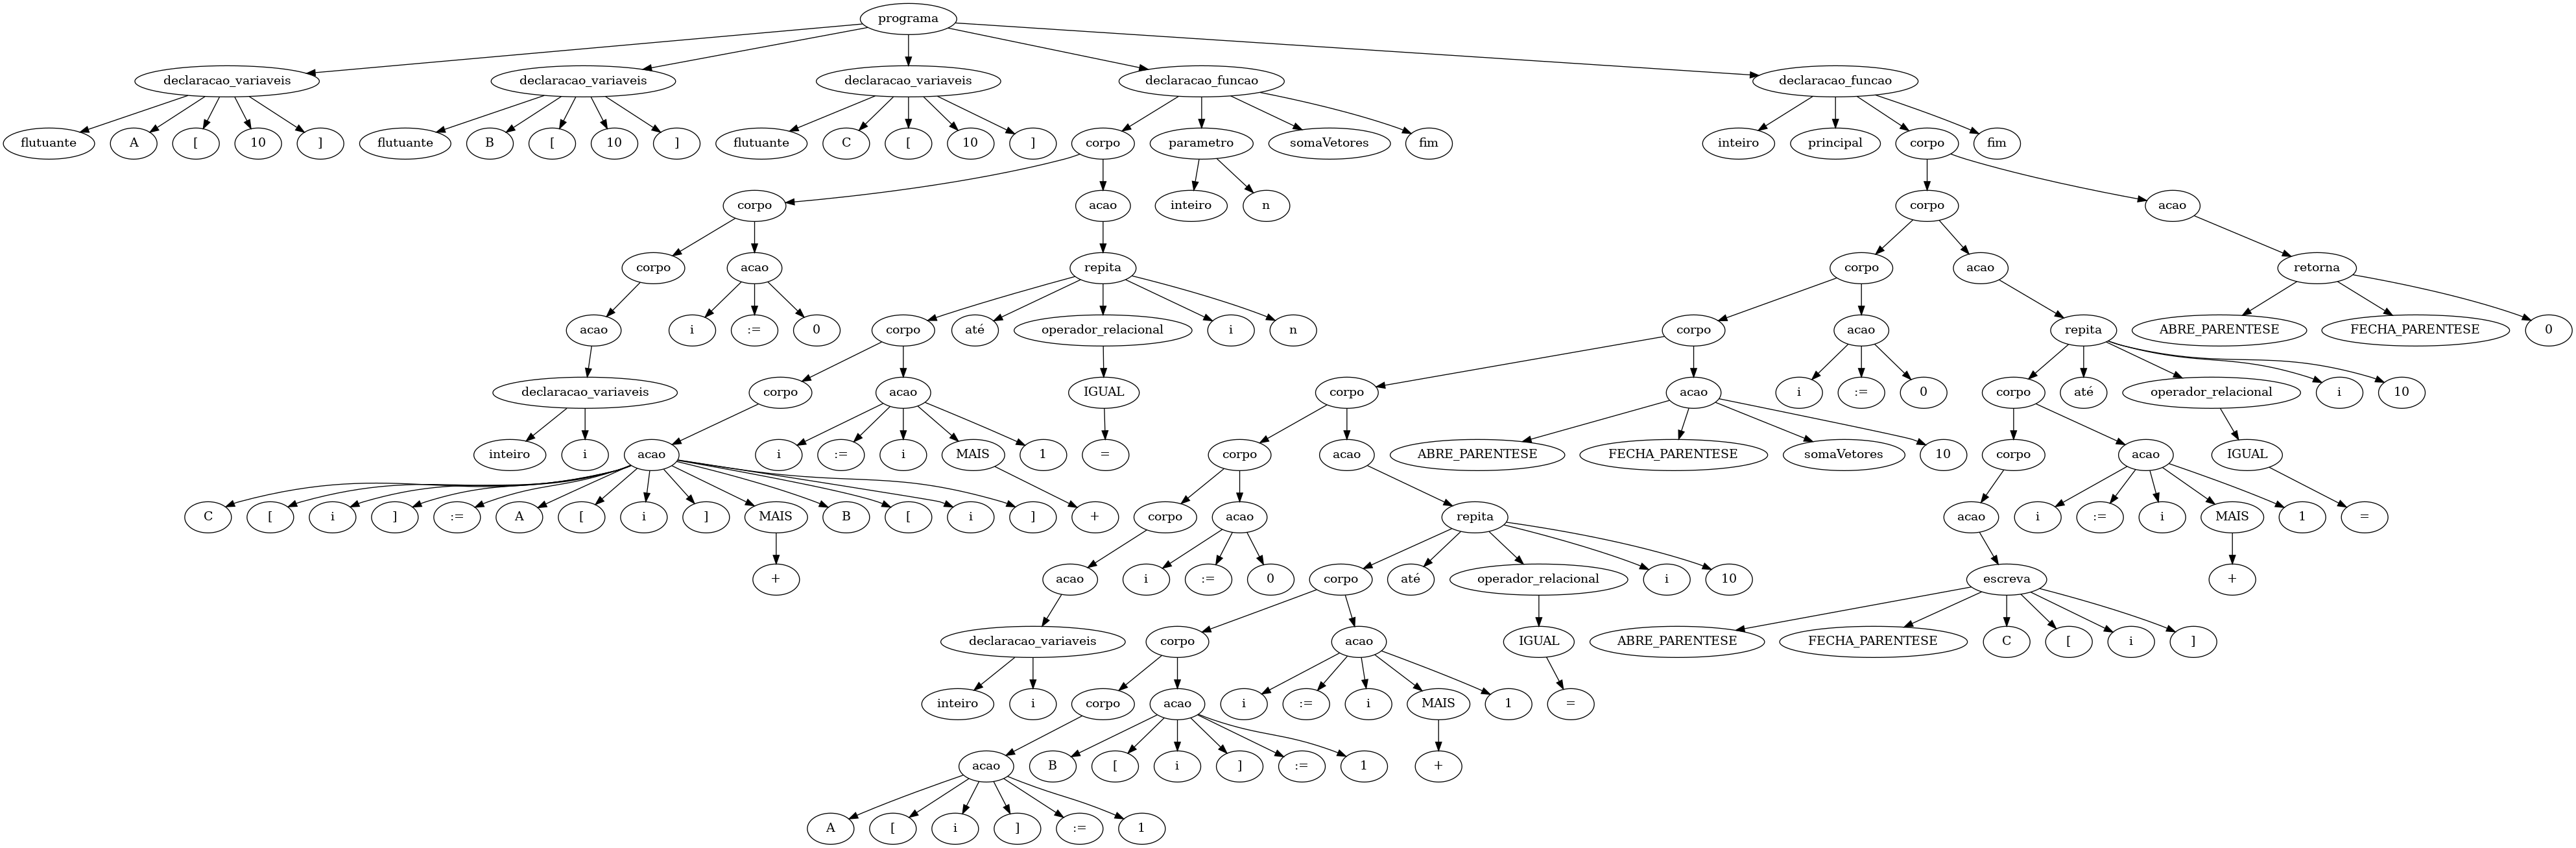 programa
declaracao_variaveis declaracao_variaveis declaracao_variaveis declaracao_funcao declaracao_funcao
flutuante A [ 10 ] flutuante B [ 10 ] flutuante C [ 10 ] corpo parametro somaVetores fim inteiro principal corpo fim
corpo acao inteiro n corpo acao
corpo acao repita corpo acao retorna
acao i := 0 corpo até operador_relacional i n corpo acao repita ABRE_PARENTESE FECHA_PARENTESE 0
declaracao_variaveis corpo acao IGUAL corpo acao i := 0 corpo até operador_relacional i 10
inteiro i acao i := i MAIS 1 = corpo acao ABRE_PARENTESE FECHA_PARENTESE somaVetores 10 corpo acao IGUAL
C [ i ] := A [ i ] MAIS B [ i ] + corpo acao repita acao i := i MAIS 1 =
+ acao i := 0 corpo até operador_relacional i 10 escreva +
declaracao_variaveis corpo acao IGUAL ABRE_PARENTESE FECHA_PARENTESE C [ i ]
inteiro i corpo acao i := i MAIS 1 =
acao B [ i ] := 1 +
A [ i ] := 1